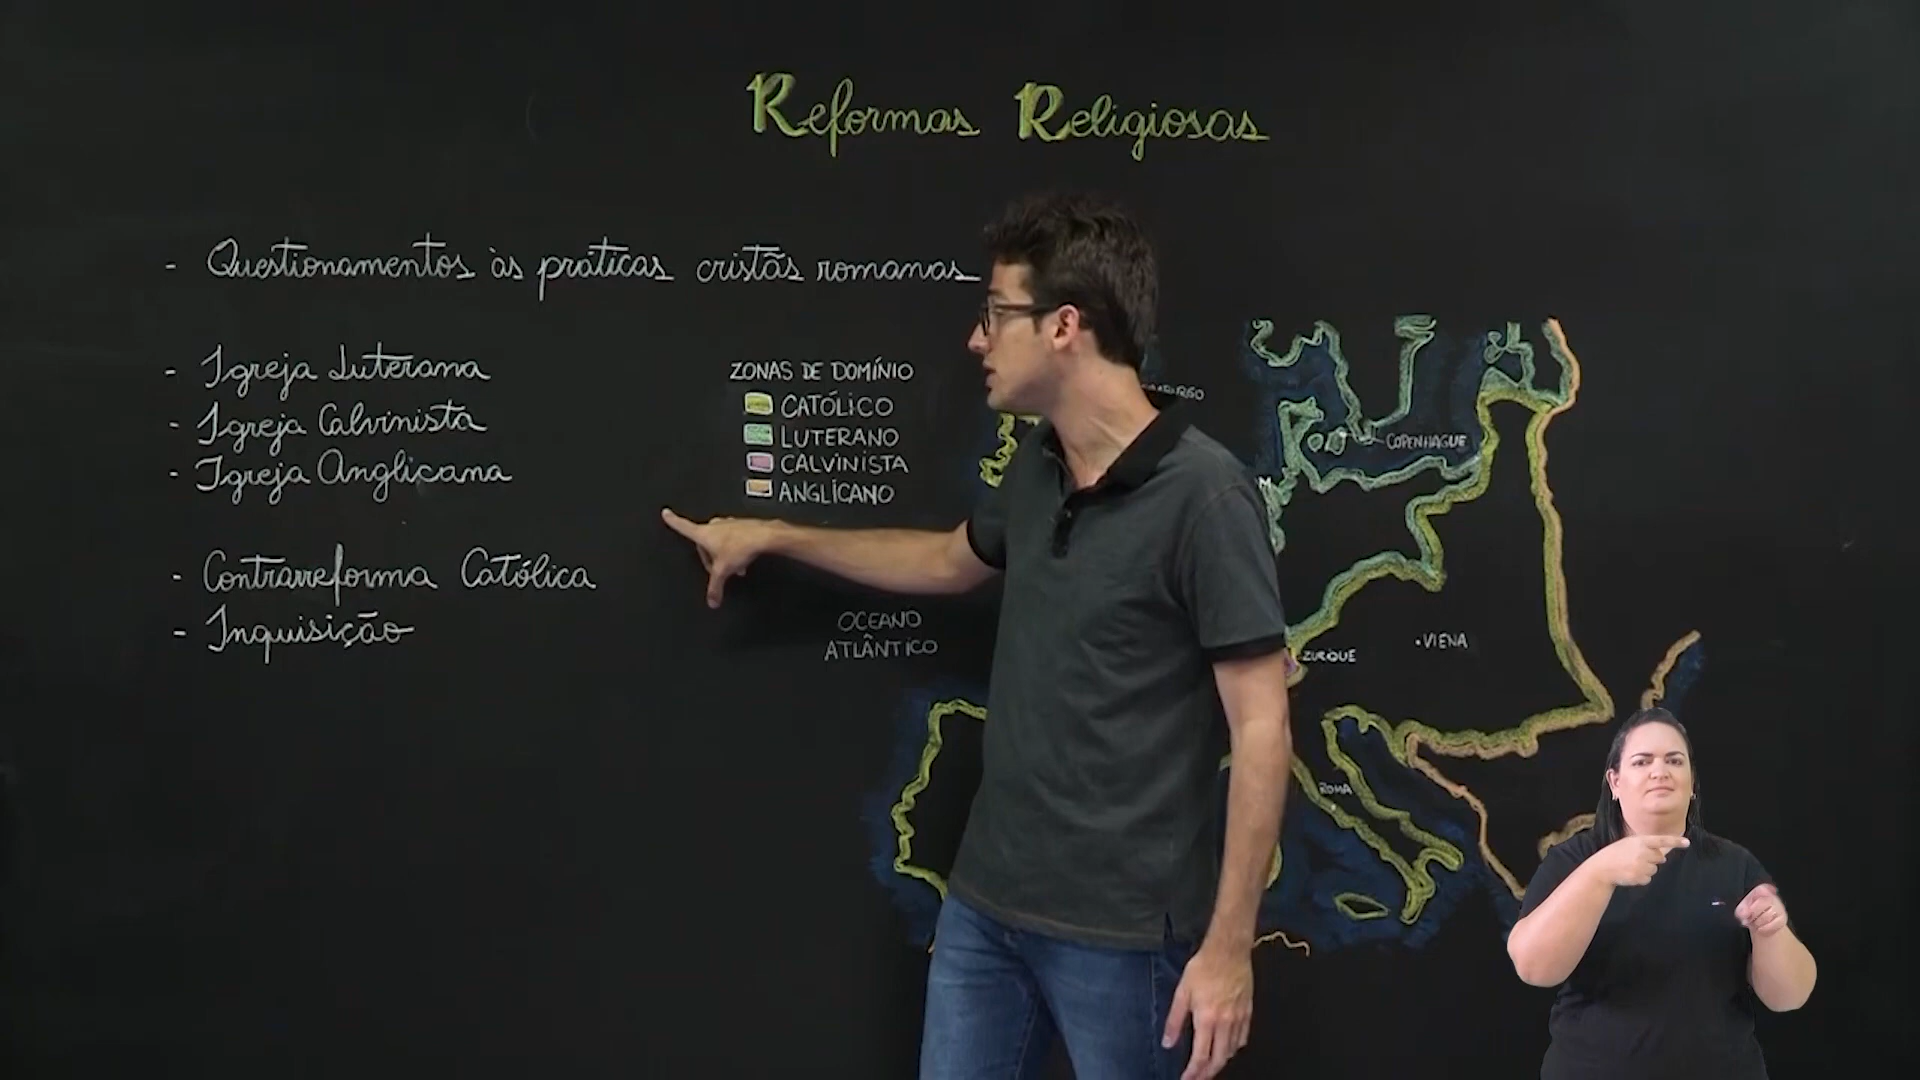 Reformas Religiosas
- Questionamentos às práticas cristãs romanas
- Igreja Luterana
- Igreja Calvinista
- Igreja Anglicana
- Contrarreforma Católica
- Inquisição
ZONAS DE DOMÍNIO
CATÓLICO
LUTERANO
CALVINISTA
ANGLICANO
OCEANO
ATLÂNTICO
COPENHAGUE
ZURIQUE
VIENA
ROMA